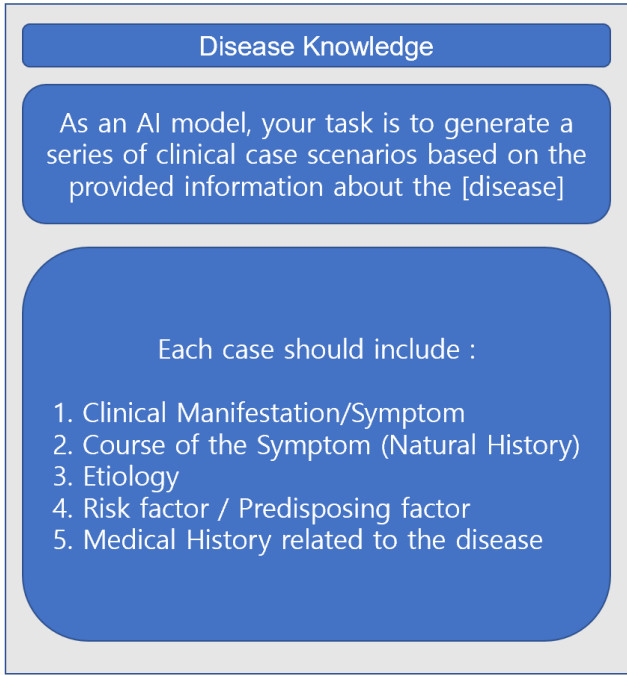 Disease Knowledge
As an AI model, your task is to generate a
series of clinical case scenarios based on the
provided information about the [disease]
Each case should include :
1. Clinical Manifestation/Symptom
2. Course of the Symptom (Natural History)
3. Etiology
4. Risk factor / Predisposing factor
5. Medical History related to the disease